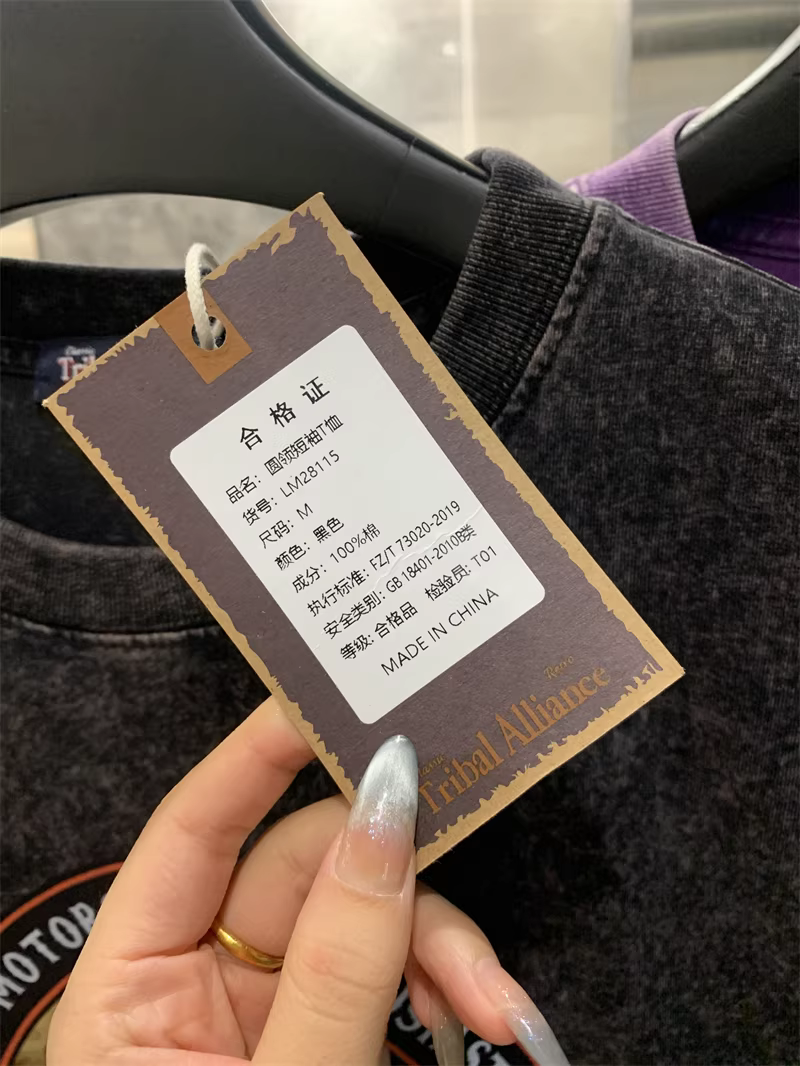 合格证
品名：圆领短袖T恤
货号：LM28115
尺码：M
颜色：黑色
成分：100%棉
执行标准：FZ/T 73020-2019
安全类别：GB 18401-2010B类
等级：合格品 检验员：T01
MADE IN CHINA
Retro
Tribal Alliance
MOTOR